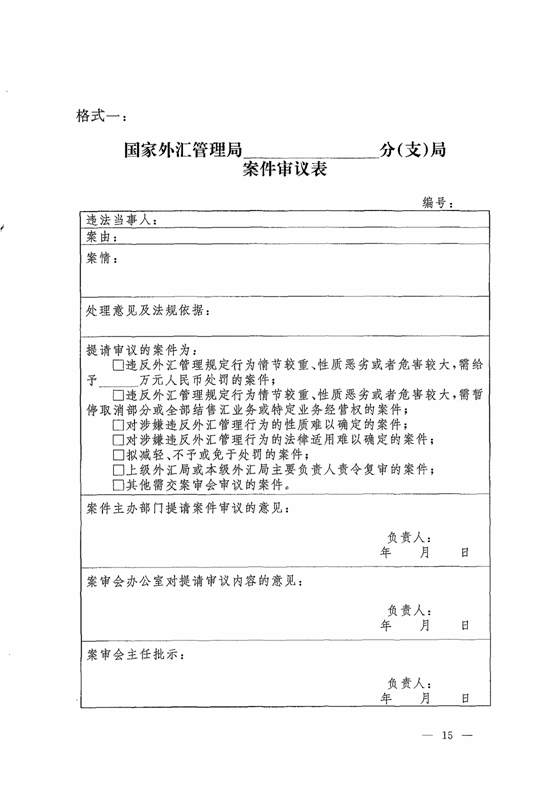 格式一：
国家外汇管理局________________分(支)局
案件审议表
编号：
违法当事人：
案由：
案情：
处理意见及法规依据：
提请审议的案件为：
□违反外汇管理规定行为情节较重、性质恶劣或者危害较大，需给
予_____万元人民币处罚的案件；
□违反外汇管理规定行为情节较重、性质恶劣或者危害较大，需暂
停取消部分或全部结售汇业务或特定业务经营权的案件；
□对涉嫌违反外汇管理行为的性质难以确定的案件；
□对涉嫌违反外汇管理行为的法律适用难以确定的案件；
□拟减轻、不予或免于处罚的案件；
□上级外汇局或本级外汇局主要负责人责令复审的案件；
□其他需交案审会审议的案件。
案件主办部门提请案件审议的意见：
负责人：
年 月 日
案审会办公室对提请审议内容的意见：
负责人：
年 月 日
案审会主任批示：
负责人：
年 月 日
— 15 —